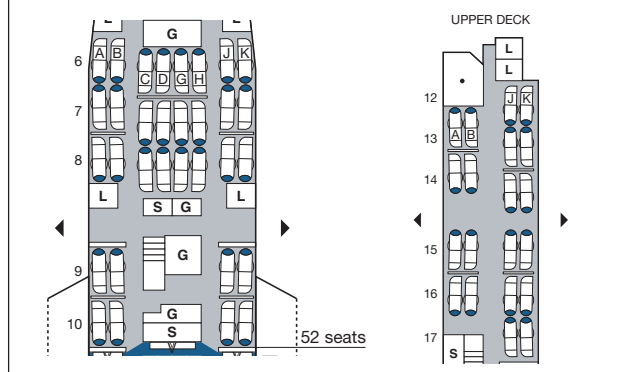 UPPER DECK
L L
G
L
L
A B
J K
6
C D G H
7
8
L
L
S G
G
9
G
S
10
52 seats
12
J K
13
A B
14
15
16
17
S